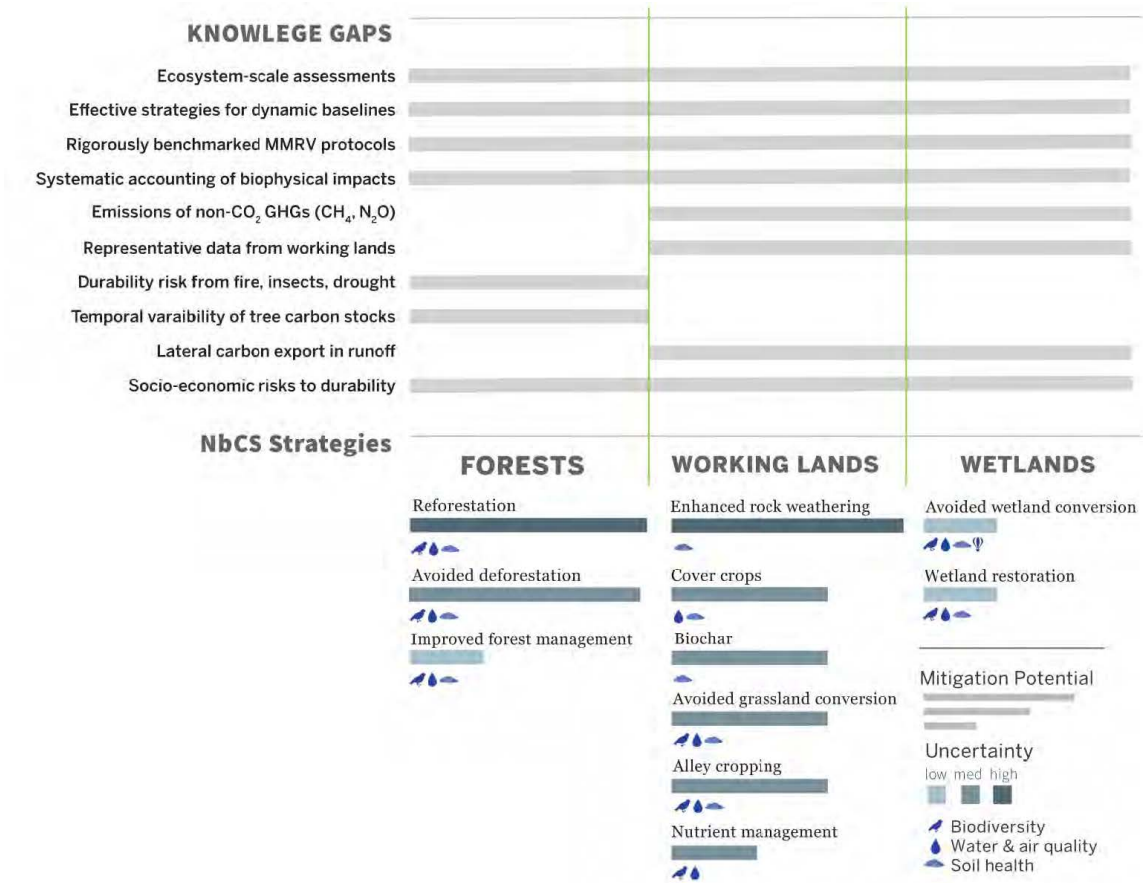 KNOWLEGE GAPS
Ecosystem-scale assessments
Effective strategies for dynamic baselines
Rigorously benchmarked MMRV protocols
Systematic accounting of biophysical impacts
Emissions of non-CO₂ GHGs (CH₄, N₂O)
Representative data from working lands
Durability risk from fire, insects, drought
Temporal varaibility of tree carbon stocks
Lateral carbon export in runoff
Socio-economic risks to durability
NbCS Strategies
FORESTS
Reforestation
Avoided deforestation
Improved forest management
WORKING LANDS
Enhanced rock weathering
Cover crops
Biochar
Avoided grassland conversion
Alley cropping
Nutrient management
WETLANDS
Avoided wetland conversion
Wetland restoration
Mitigation Potential
Uncertainty
low med high
Biodiversity
Water & air quality
Soil health